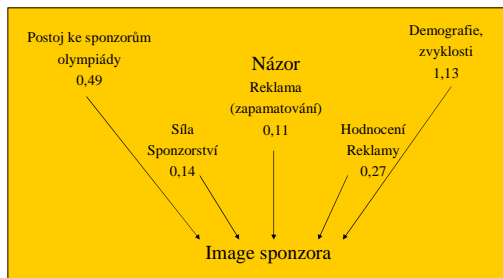 Postoj ke sponzorům
olympiády
0,49
Síla
Sponzorství
0,14
Názor
Reklama
(zapamatování)
0,11
Hodnocení
Reklamy
0,27
Demografie,
zvyklosti
1,13
Image sponzora